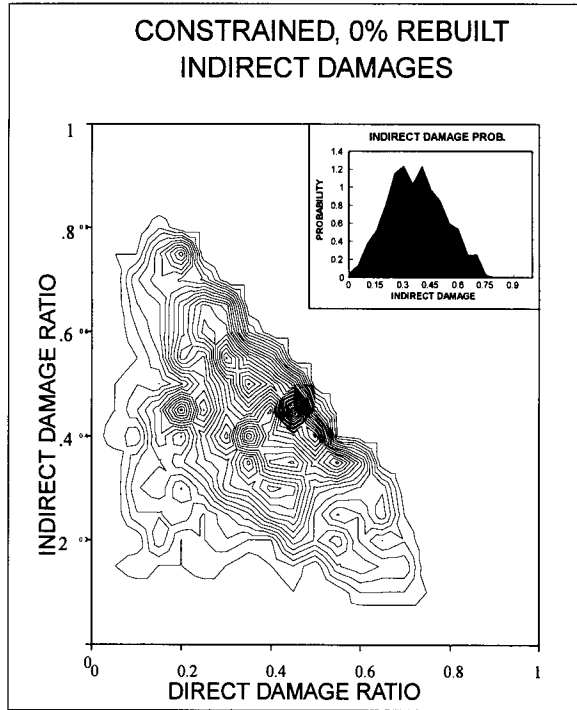 CONSTRAINED, 0% REBUILT
INDIRECT DAMAGES
INDIRECT DAMAGE PROB.
PROBABILITY
1.4
1.2
1
0.8
0.6
0.4
0.2
0
0 0.15 0.3 0.45 0.6 0.75 0.9
INDIRECT DAMAGE
INDIRECT DAMAGE RATIO
1
.8
.6
.4
.2
0
0 0.2 0.4 0.6 0.8 1
DIRECT DAMAGE RATIO